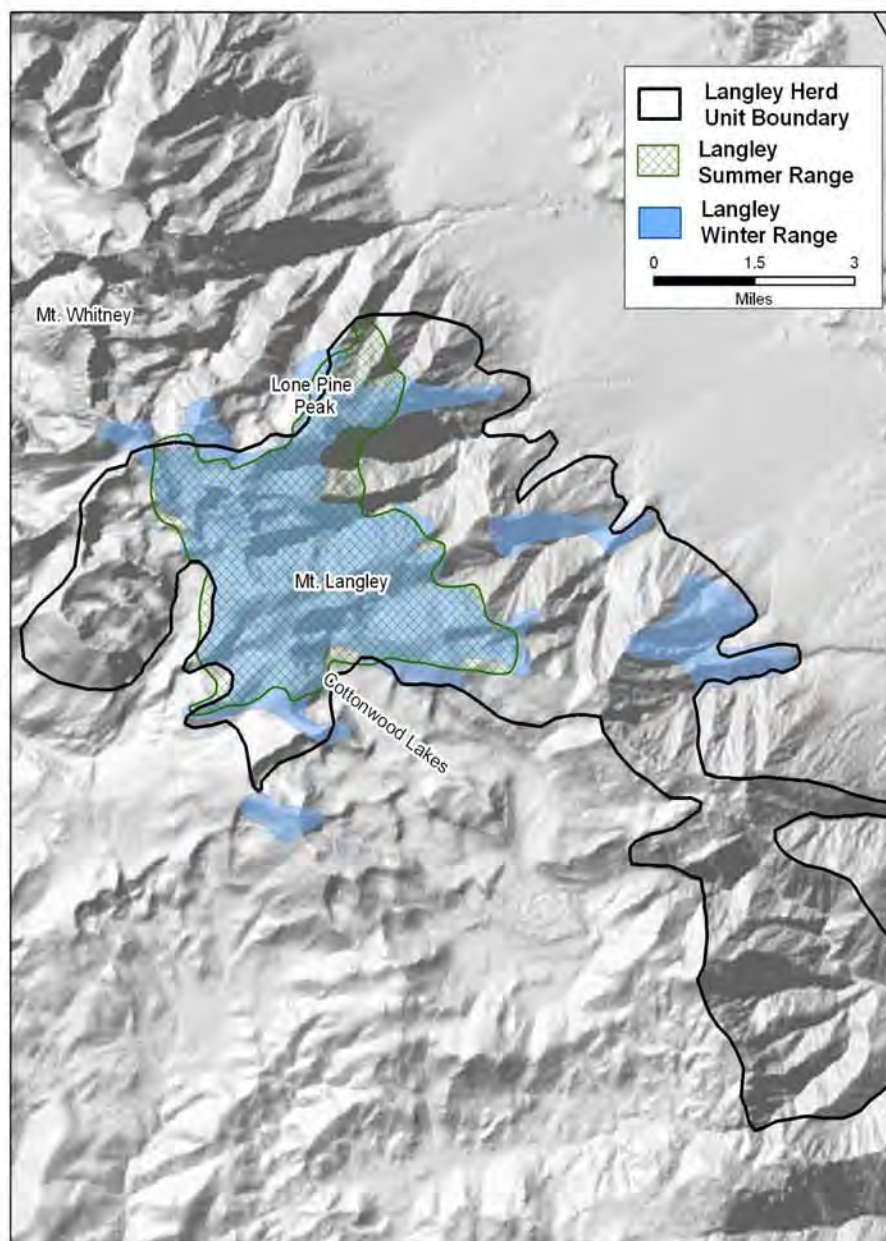 Langley Herd
Unit Boundary
Langley
Summer Range
Langley
Winter Range
0 1.5 3
Miles
Mt. Whitney
Lone Pine
Peak
Mt. Langley
Cottonwood Lakes